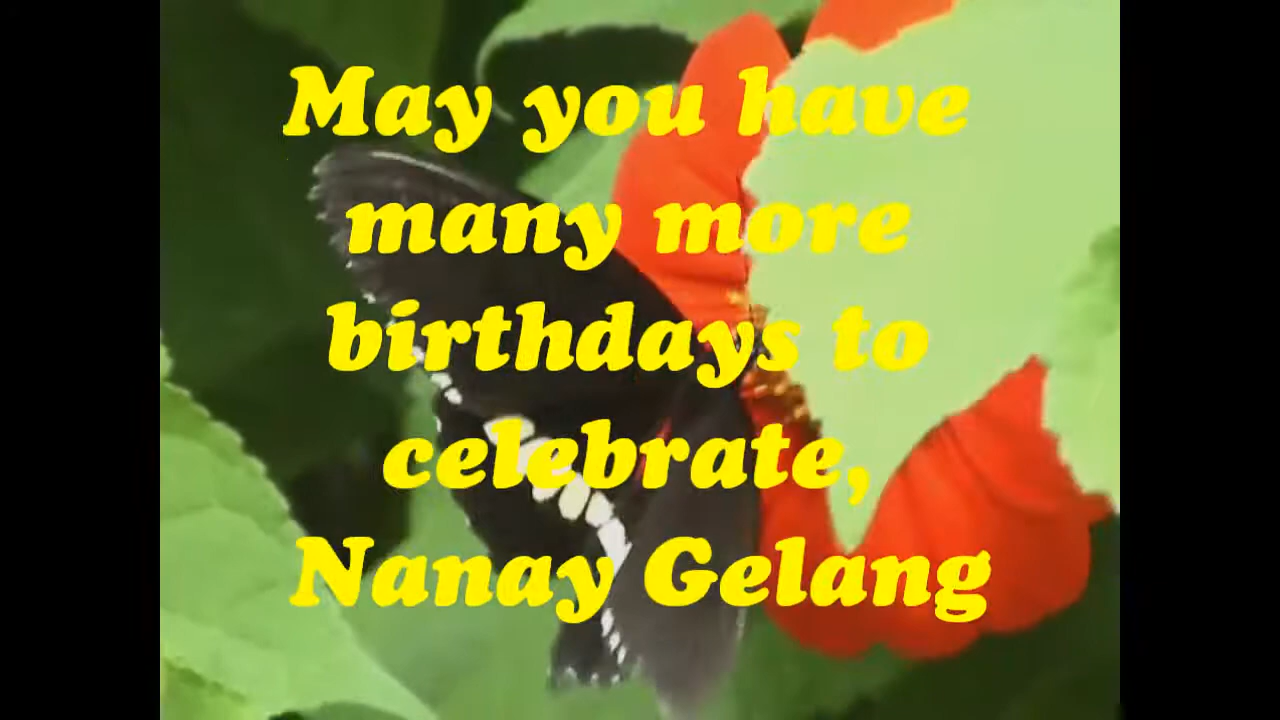 May you have
many more
birthdays to
celebrate,
Nanay Gelang